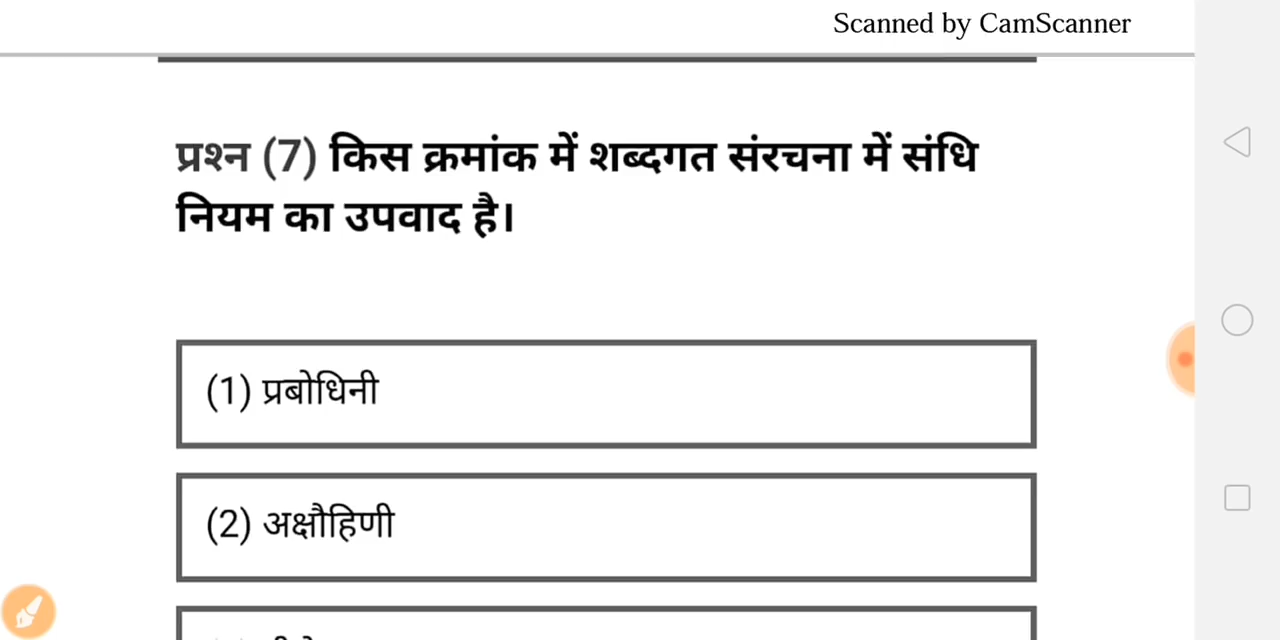 Scanned by CamScanner
प्रश्न (7) किस क्रमांक में शब्दगत संरचना में संधि
नियम का उपवाद है।
(1) प्रबोधिनी
(2) अक्षौहिणी